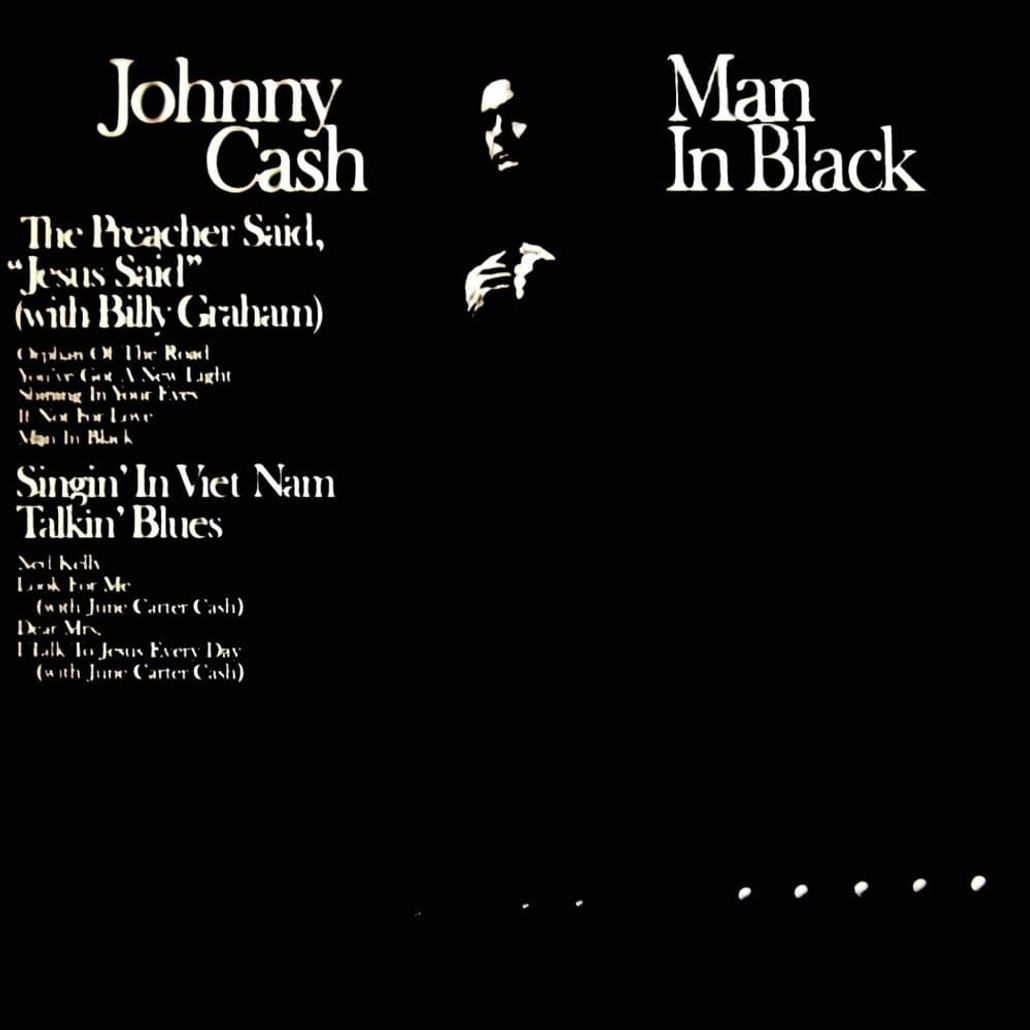 Johnny
Cash
Man
In Black
The Preacher Said,
“Jesus Said”
(with Billy Graham)
Orphan Of The Road
You've Got A New Light
Shining In Your Eyes
If Not For Love
Man In Black
Singin’ In Viet Nam
Talkin’ Blues
Ned Kelly
Look For Me
(with June Carter Cash)
Dear Mrs.
I Talk To Jesus Every Day
(with June Carter Cash)